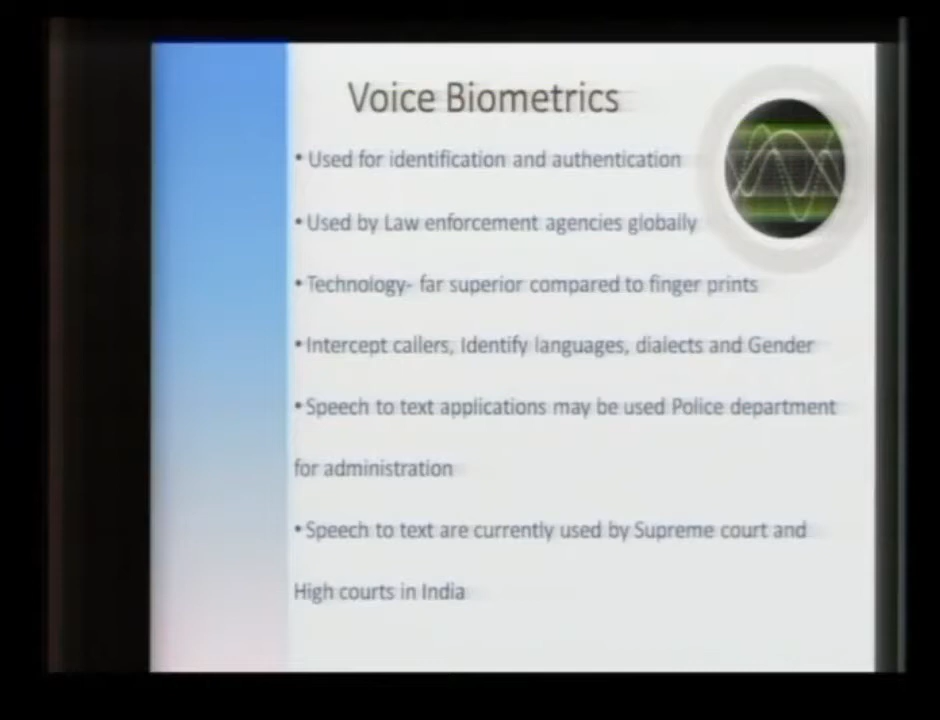 Voice Biometrics
• Used for identification and authentication
• Used by Law enforcement agencies globally
• Technology- far superior compared to finger prints
• Intercept callers, Identify languages, dialects and Gender
• Speech to text applications may be used Police department
for administration
• Speech to text are currently used by Supreme court and
High courts in India